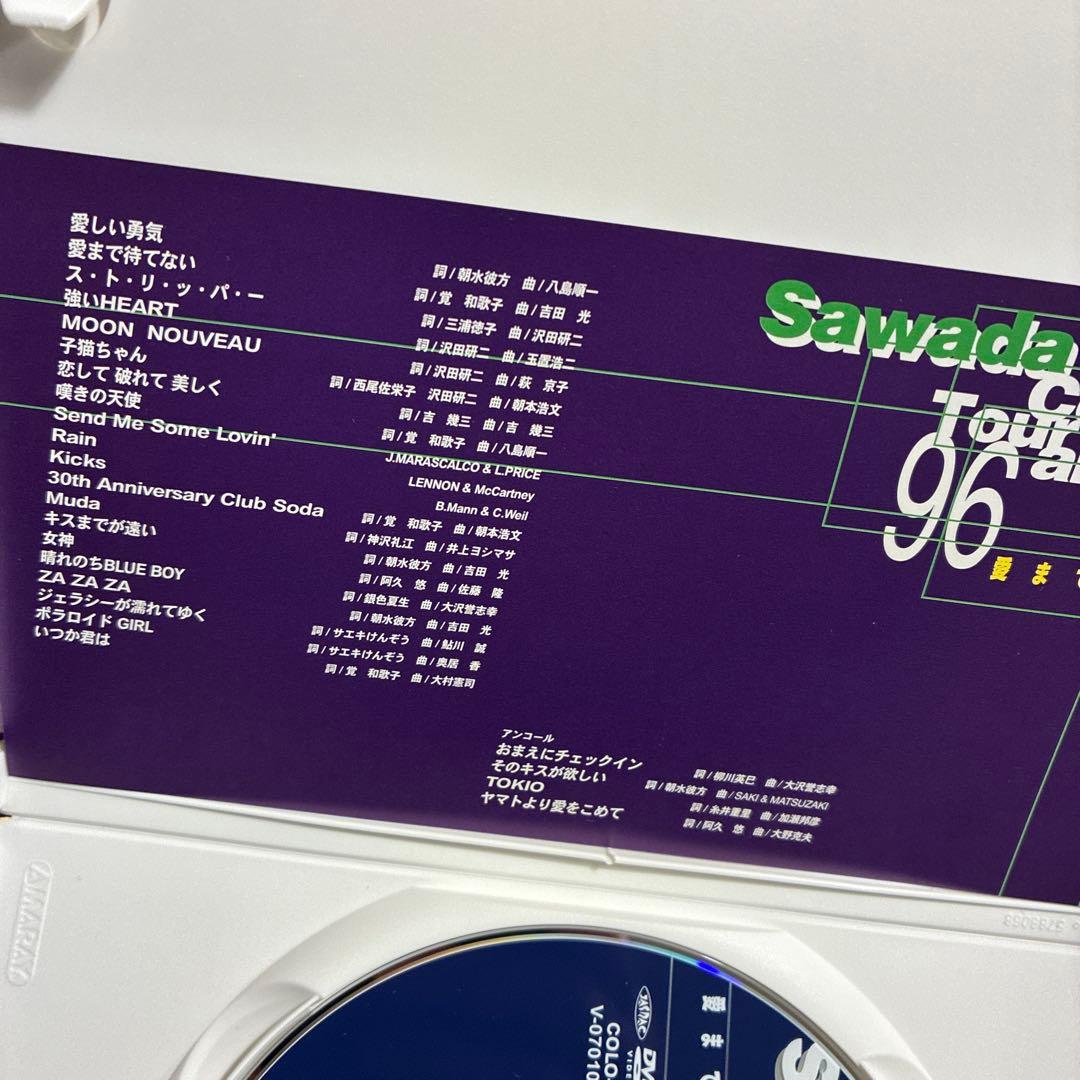 愛しい勇気 詞/朝水彼方 曲/八島順一
愛まで待てない 詞/覚 和歌子 曲/吉田 光
ス・ト・リ・ッ・パ・ー 詞/三浦徳子 曲/沢田研二
強いHEART 詞/沢田研二 曲/玉置浩二
MOON NOUVEAU 詞/沢田研二 曲/萩 京子
子猫ちゃん 詞/西尾佐栄子 沢田研二 曲/朝本浩文
恋して 破れて 美しく 詞/吉 幾三 曲/吉 幾三
嘆きの天使 詞/覚 和歌子 曲/八島順一
Send Me Some Lovin' J.MARASCALCO & L.PRICE
Rain LENNON & McCartney
Kicks B.Mann & C.Weil
30th Anniversary Club Soda 詞/覚 和歌子 曲/朝本浩文
Muda 詞/神沢礼江 曲/井上ヨシマサ
キスまでが遠い 詞/朝水彼方 曲/吉田 光
女神 詞/阿久 悠 曲/佐藤 隆
晴れのちBLUE BOY 詞/銀色夏生 曲/大沢誉志幸
ZA ZA ZA 詞/朝水彼方 曲/吉田 光
ジェラシーが濡れてゆく 詞/サエキけんぞう 曲/鮎川 誠
ポラロイド GIRL 詞/サエキけんぞう 曲/奥居 香
いつか君は 詞/覚 和歌子 曲/大村憲司
アンコール
おまえにチェックイン 詞/柳川英巳 曲/大沢誉志幸
そのキスが欲しい 詞/朝水彼方 曲/SAKI & MATSUZAKI
TOKIO 詞/糸井重里 曲/加瀬邦彦
ヤマトより愛をこめて 詞/阿久 悠 曲/大野克夫
Sawada
Tour
96
愛まで
AMARAY
JASRAC
DV
VIDE
COLO
V-07010
愛まで
S